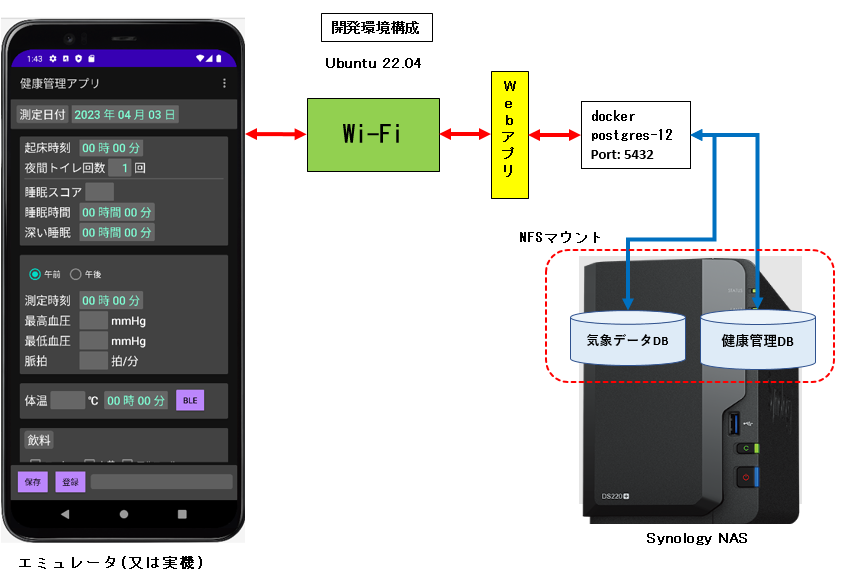 開発環境構成
Ubuntu 22.04
1:43
健康管理アプリ
測定日付 2023 年 04 月 03 日
起床時刻 00 時 00 分
夜間トイレ回数 1 回
睡眠スコア
睡眠時間 00 時間 00 分
深い睡眠 00 時間 00 分
午前 午後
測定時刻 00 時 00 分
最高血圧 mmHg
最低血圧 mmHg
脈拍 拍/分
体温 ℃ 00 時 00 分 BLE
飲料
保存 登録
エミュレータ(又は実機)
Wi-Fi
Webアプリ
docker
postgres-12
Port: 5432
NFSマウント
気象データDB
健康管理DB
DS220+
Synology NAS